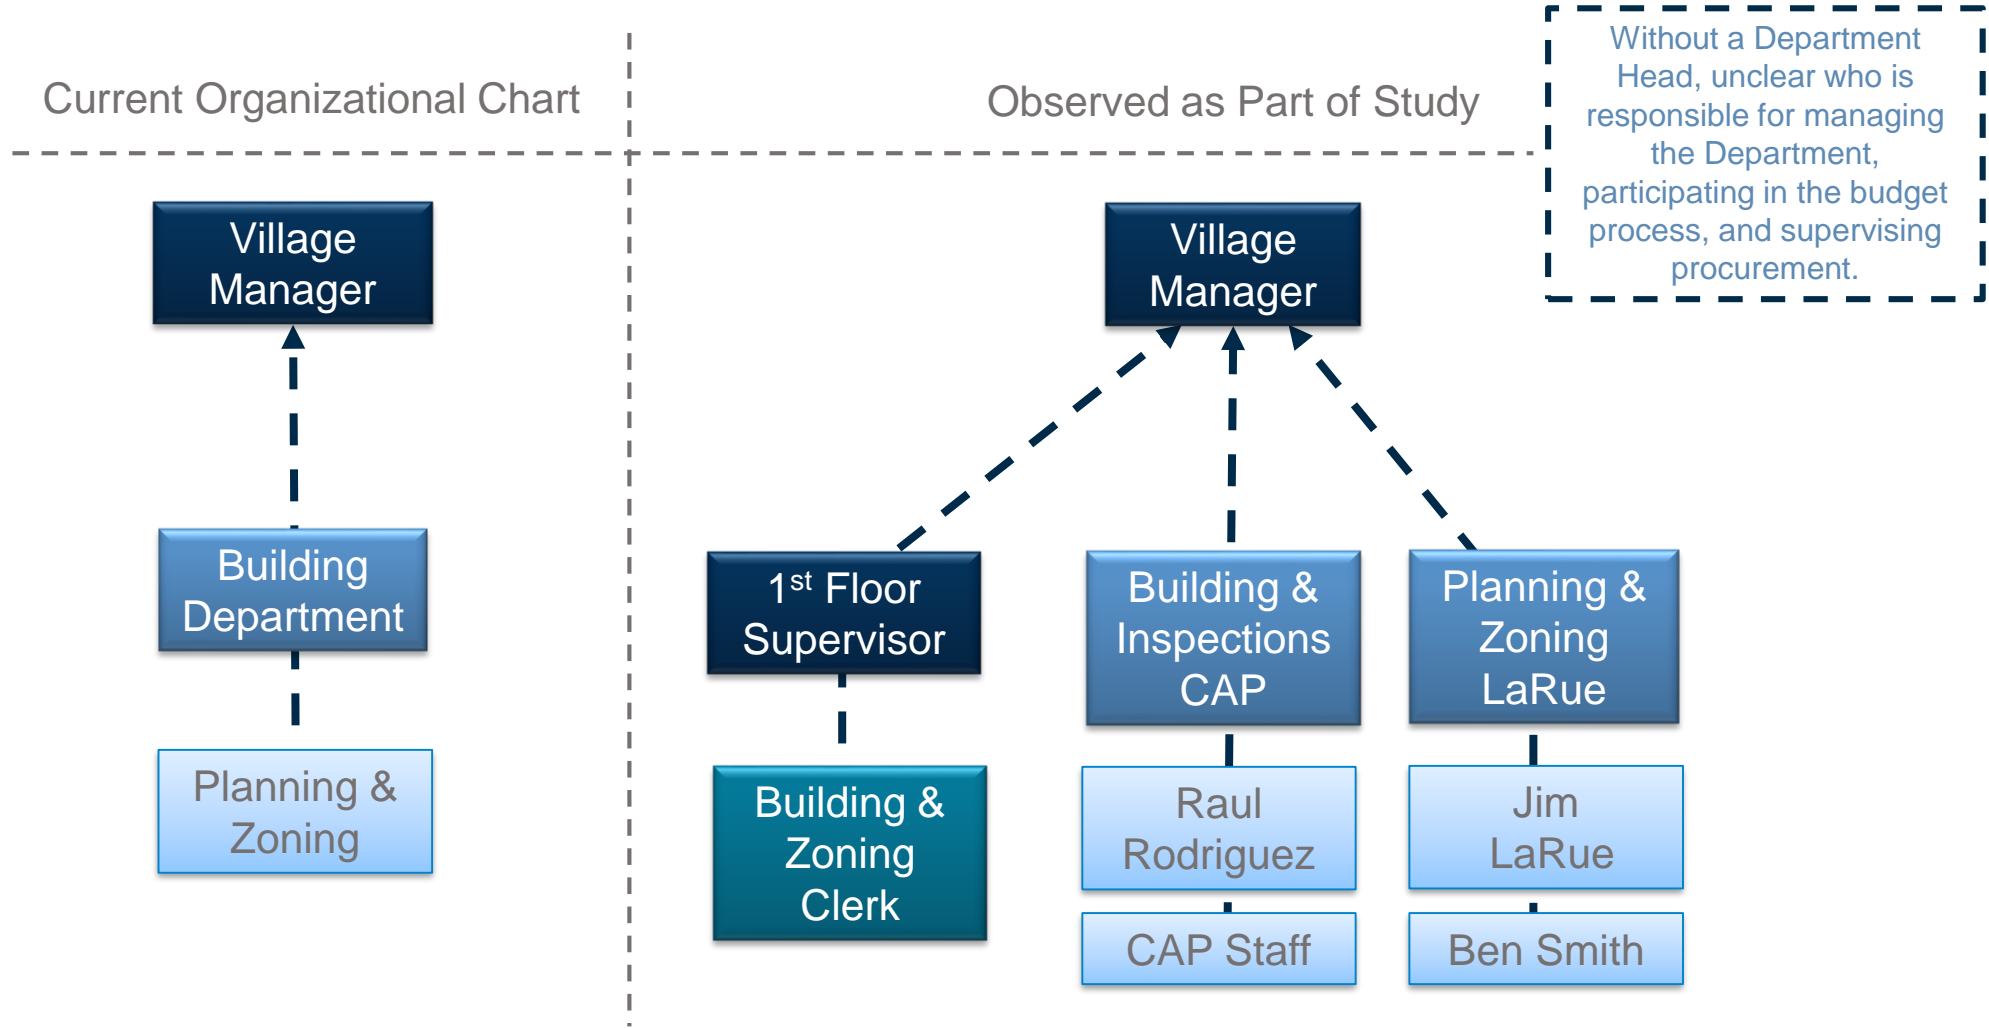 Current Organizational Chart
Observed as Part of Study
Without a Department
Head, unclear who is
responsible for managing
the Department,
participating in the budget
process, and supervising
procurement.
Village
Manager
Building
Department
Planning &
Zoning
Village
Manager
1st Floor
Supervisor
Building &
Zoning
Clerk
Building &
Inspections
CAP
Raul
Rodriguez
CAP Staff
Planning &
Zoning
LaRue
Jim
LaRue
Ben Smith